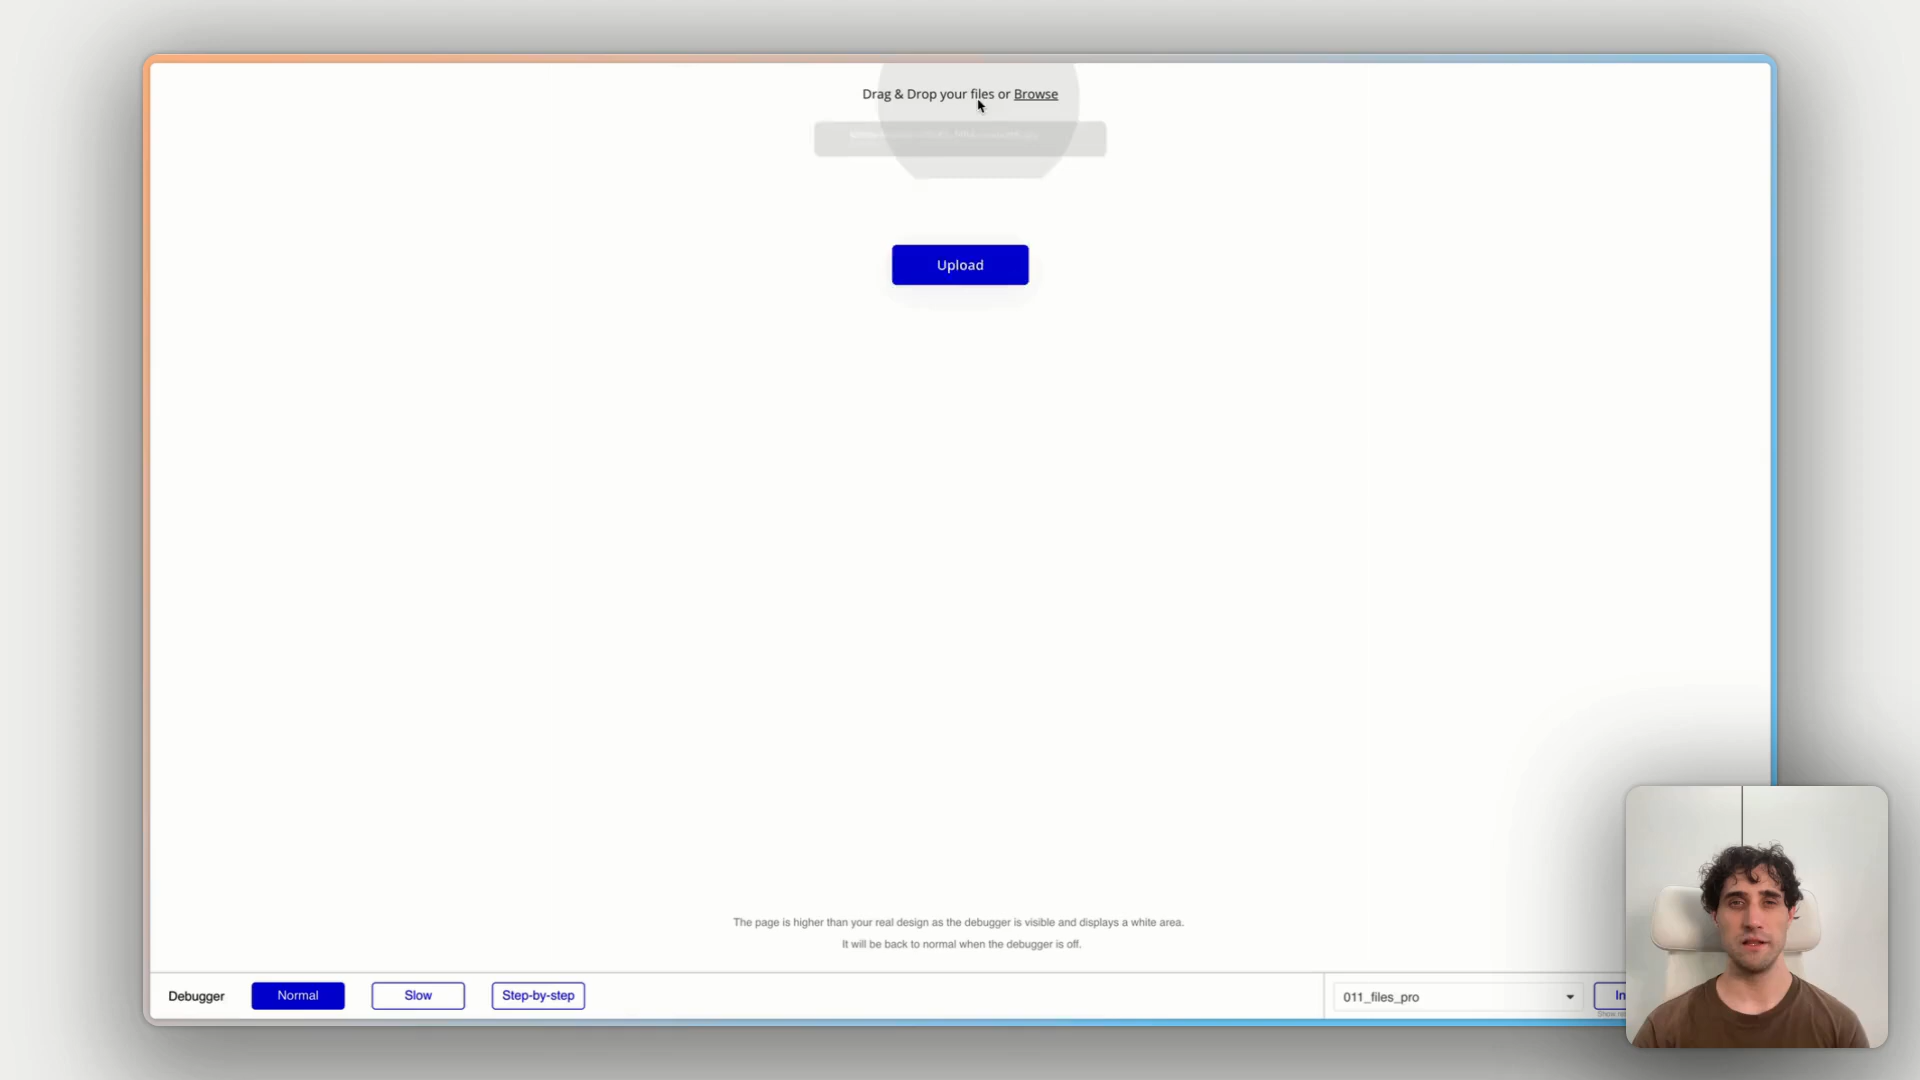 Drag & Drop your files or Browse
Upload
The page is higher than your real design as the debugger is visible and displays a white area.
It will be back to normal when the debugger is off.
Debugger
Normal
Slow
Step-by-step
011_files_pro